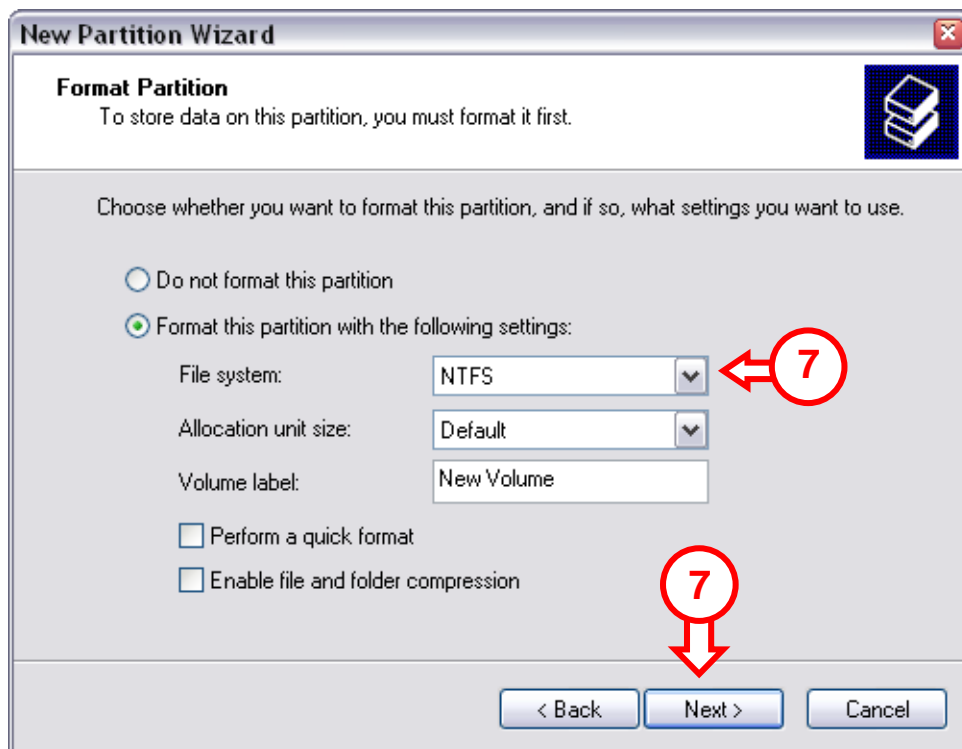 New Partition Wizard
Format Partition
To store data on this partition, you must format it first.
Choose whether you want to format this partition, and if so, what settings you want to use.
Do not format this partition
Format this partition with the following settings:
File system: NTFS 7
Allocation unit size: Default
Volume label: New Volume
Perform a quick format
Enable file and folder compression
7
< Back Next > Cancel